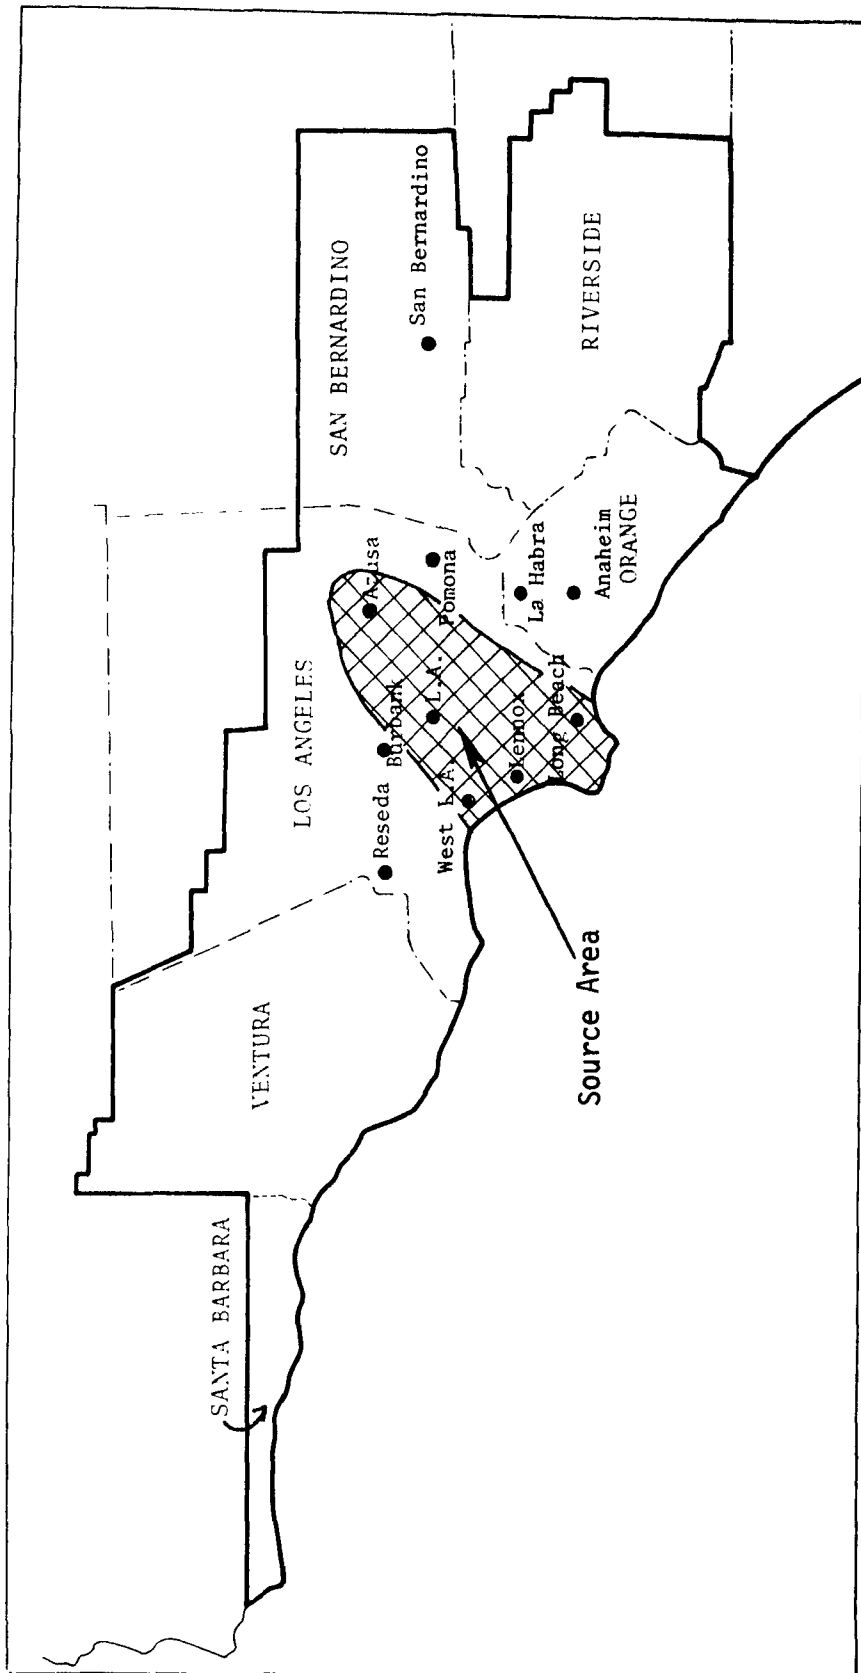 SANTA BARBARA
VENTURA
LOS ANGELES
SAN BERNARDINO
San Bernardino
RIVERSIDE
Reseda
Burbank
Azusa
West L.A.
L.A.
Pomona
Lennox
La Habra
Long Beach
Anaheim
ORANGE
Source Area